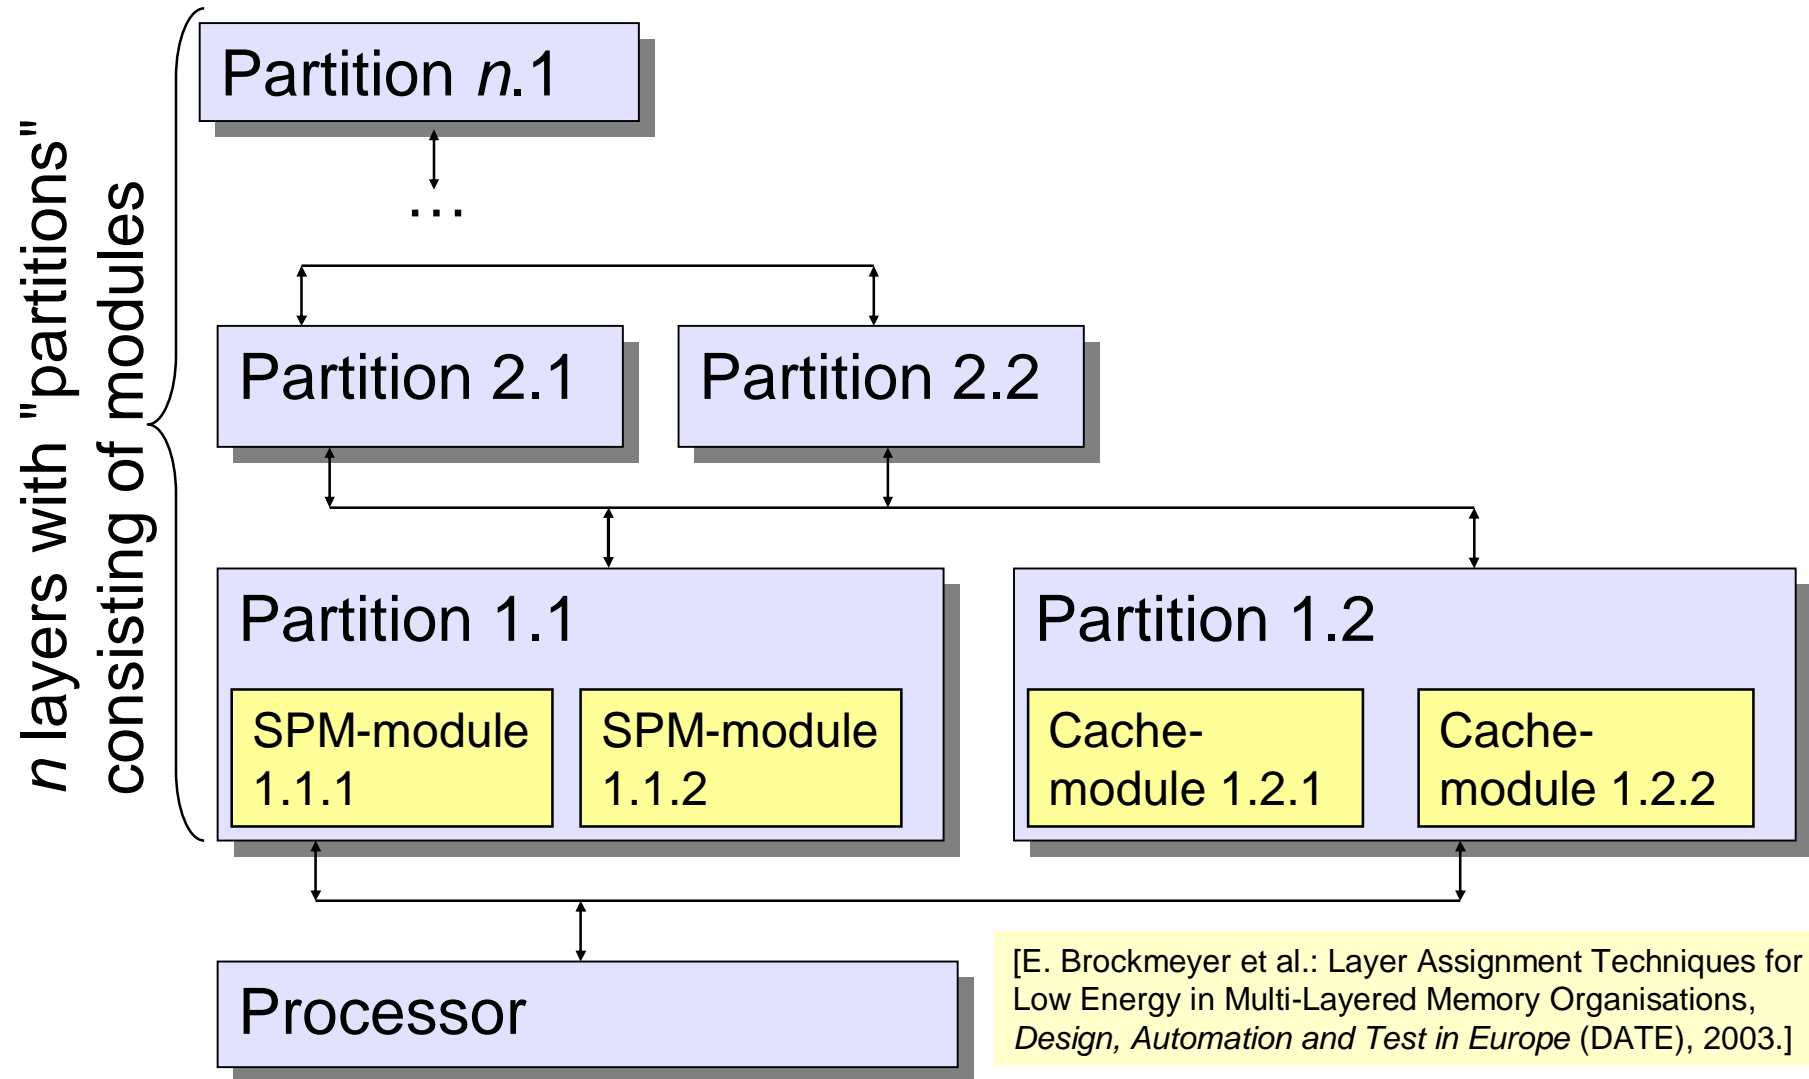 n layers with "partitions"
consisting of modules
Partition n.1
…
Partition 2.1
Partition 2.2
Partition 1.1
SPM-module
1.1.1
SPM-module
1.1.2
Partition 1.2
Cache-
module 1.2.1
Cache-
module 1.2.2
Processor
[E. Brockmeyer et al.: Layer Assignment Techniques for
Low Energy in Multi-Layered Memory Organisations,
Design, Automation and Test in Europe (DATE), 2003.]